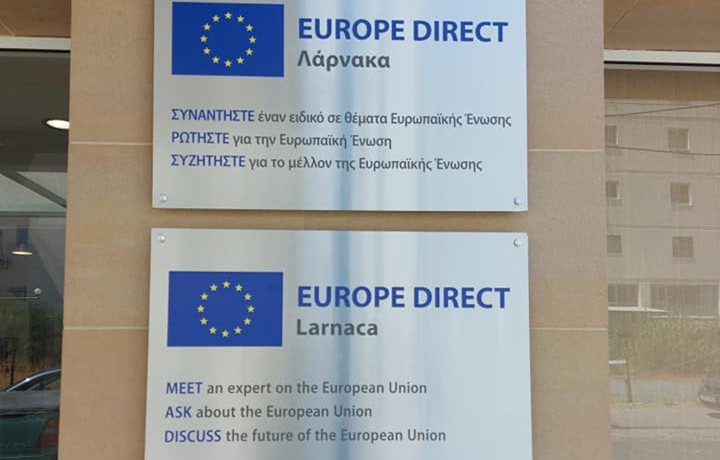 EUROPE DIRECT
Λάρνακα
ΣΥΝΑΝΤΗΣΤΕ έναν ειδικό σε θέματα Ευρωπαϊκής Ένωσης
ΡΩΤΗΣΤΕ για την Ευρωπαϊκή Ένωση
ΣΥΖΗΤΗΣΤΕ για το μέλλον της Ευρωπαϊκής Ένωσης
EUROPE DIRECT
Larnaca
MEET an expert on the European Union
ASK about the European Union
DISCUSS the future of the European Union